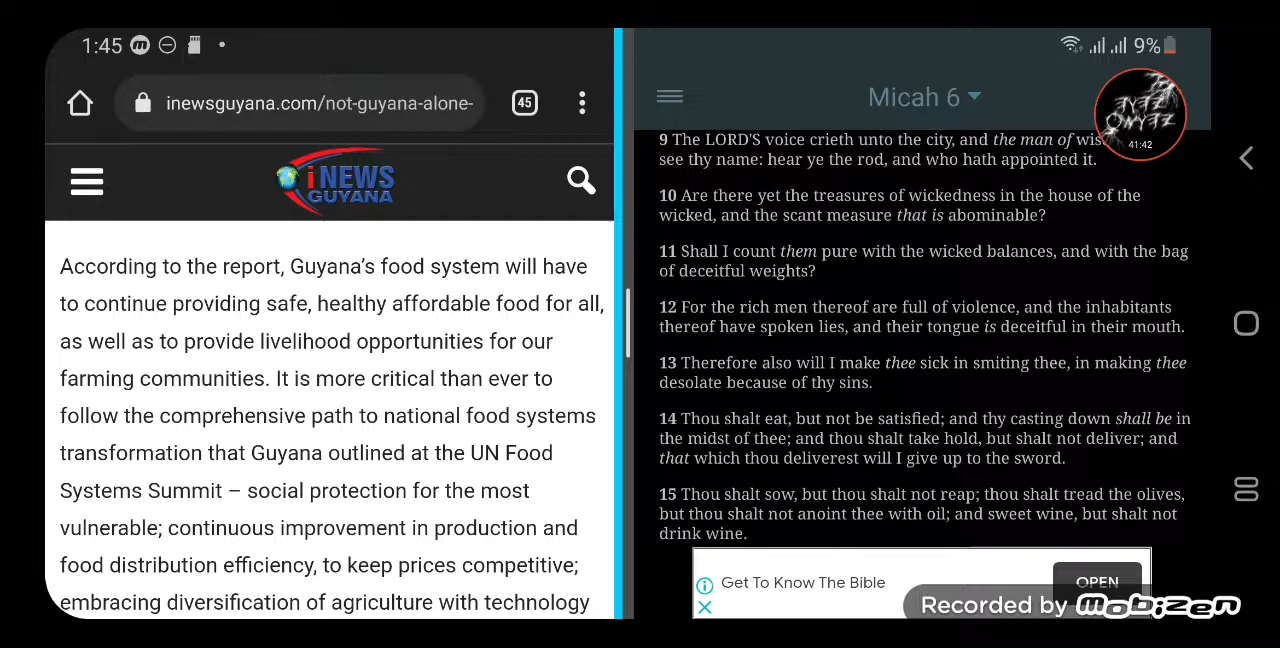 1:45
9%
inewsguyana.com/not-guyana-alone-
45
iNEWS
GUYANA
According to the report, Guyana's food system will have
to continue providing safe, healthy affordable food for all,
as well as to provide livelihood opportunities for our
farming communities. It is more critical than ever to
follow the comprehensive path to national food systems
transformation that Guyana outlined at the UN Food
Systems Summit – social protection for the most
vulnerable; continuous improvement in production and
food distribution efficiency, to keep prices competitive;
embracing diversification of agriculture with technology
Micah 6
41:42
9 The LORD'S voice crieth unto the city, and the man of
see thy name: hear ye the rod, and who hath appointed it.
10 Are there yet the treasures of wickedness in the house of the
wicked, and the scant measure that is abominable?
11 Shall I count them pure with the wicked balances, and with the bag
of deceitful weights?
12 For the rich men thereof are full of violence, and the inhabitants
thereof have spoken lies, and their tongue is deceitful in their mouth.
13 Therefore also will I make thee sick in smiting thee, in making thee
desolate because of thy sins.
14 Thou shalt eat, but not be satisfied; and thy casting down shall be in
the midst of thee; and thou shalt take hold, but shalt not deliver; and
that which thou deliverest will I give up to the sword.
15 Thou shalt sow, but thou shalt not reap; thou shalt tread the olives,
but thou shalt not anoint thee with oil; and sweet wine, but shalt not
drink wine.
Get To Know The Bible
OPEN
Recorded by mobizen